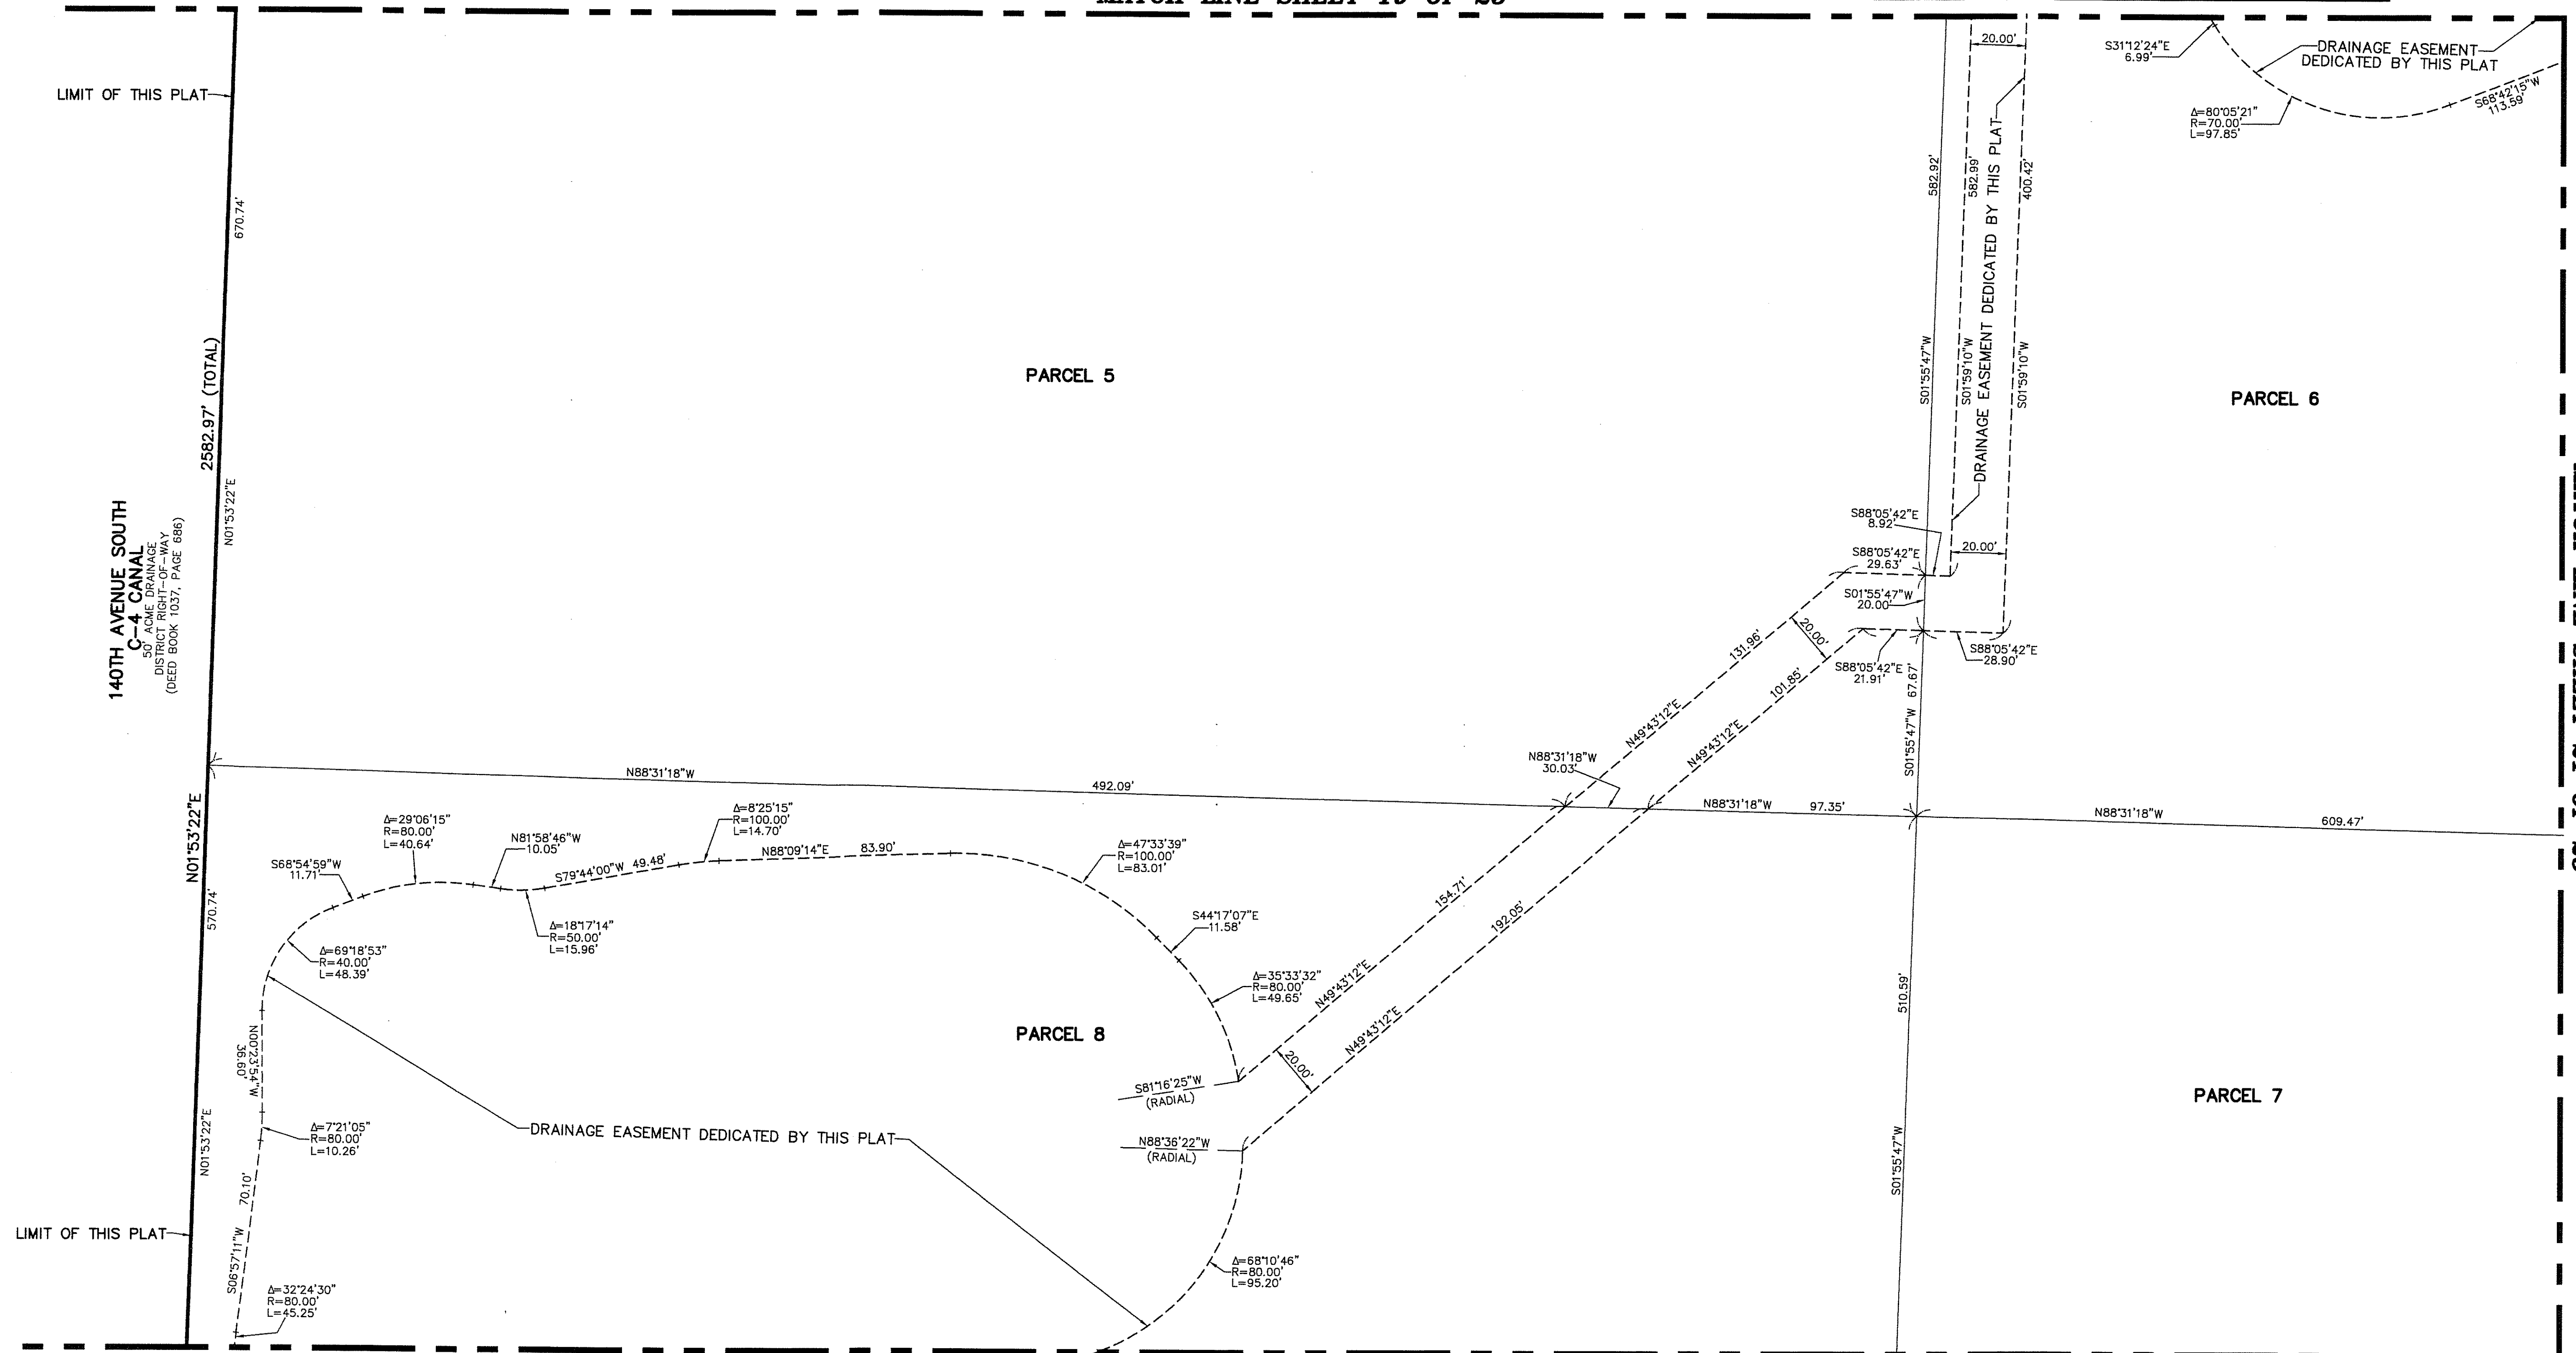 LIMIT OF THIS PLAT
670.74'
2582.97' (TOTAL)
N01°53'22"E
140TH AVENUE SOUTH
C-4 CANAL
50' ACME DRAINAGE
DISTRICT RIGHT-OF-WAY
(DEED BOOK 1037, PAGE 686)
N01°53'22"E
570.74'
N01°53'22"E
LIMIT OF THIS PLAT
PARCEL 5
20.00'
582.92'
582.99'
400.42'
S01°55'47"W
S01°59'10"W
S01°59'10"W
DRAINAGE EASEMENT DEDICATED BY THIS PLAT
S31°12'24"E
6.99'
DRAINAGE EASEMENT
DEDICATED BY THIS PLAT
Δ=80°05'21"
R=70.00'
L=97.85'
S68°42'15"W
113.59'
PARCEL 6
S88°05'42"E
8.92'
20.00'
S88°05'42"E
29.63'
S01°55'47"W
20.00'
S88°05'42"E
28.90'
S88°05'42"E
21.91'
67.67'
S01°55'47"W
131.96'
20.00'
101.85'
N49°43'12"E
N49°43'12"E
N88°31'18"W
30.03'
N88°31'18"W
492.09'
N88°31'18"W 97.35'
N88°31'18"W
609.47'
Δ=29°06'15"
R=80.00'
L=40.64'
N81°58'46"W
10.05'
Δ=8°25'15"
R=100.00'
L=14.70'
N88°09'14"E 83.90'
S79°44'00"W 49.48'
Δ=47°33'39"
R=100.00'
L=83.01'
S68°54'59"W
11.71'
Δ=18°17'14"
R=50.00'
L=15.96'
Δ=69°18'53"
R=40.00'
L=48.39'
S44°17'07"E
11.58'
Δ=35°33'32"
R=80.00'
L=49.65'
154.71'
192.05'
N49°43'12"E
N49°43'12"E
20.00'
510.59'
S01°55'47"W
PARCEL 8
S81°16'25"W
(RADIAL)
N88°36'22"W
(RADIAL)
PARCEL 7
N00°23'54"W
36.60'
Δ=7°21'05"
R=80.00'
L=10.26'
DRAINAGE EASEMENT DEDICATED BY THIS PLAT
S06°57'11"W 70.10'
Δ=32°24'30"
R=80.00'
L=45.25'
Δ=68°10'46"
R=80.00'
L=95.20'